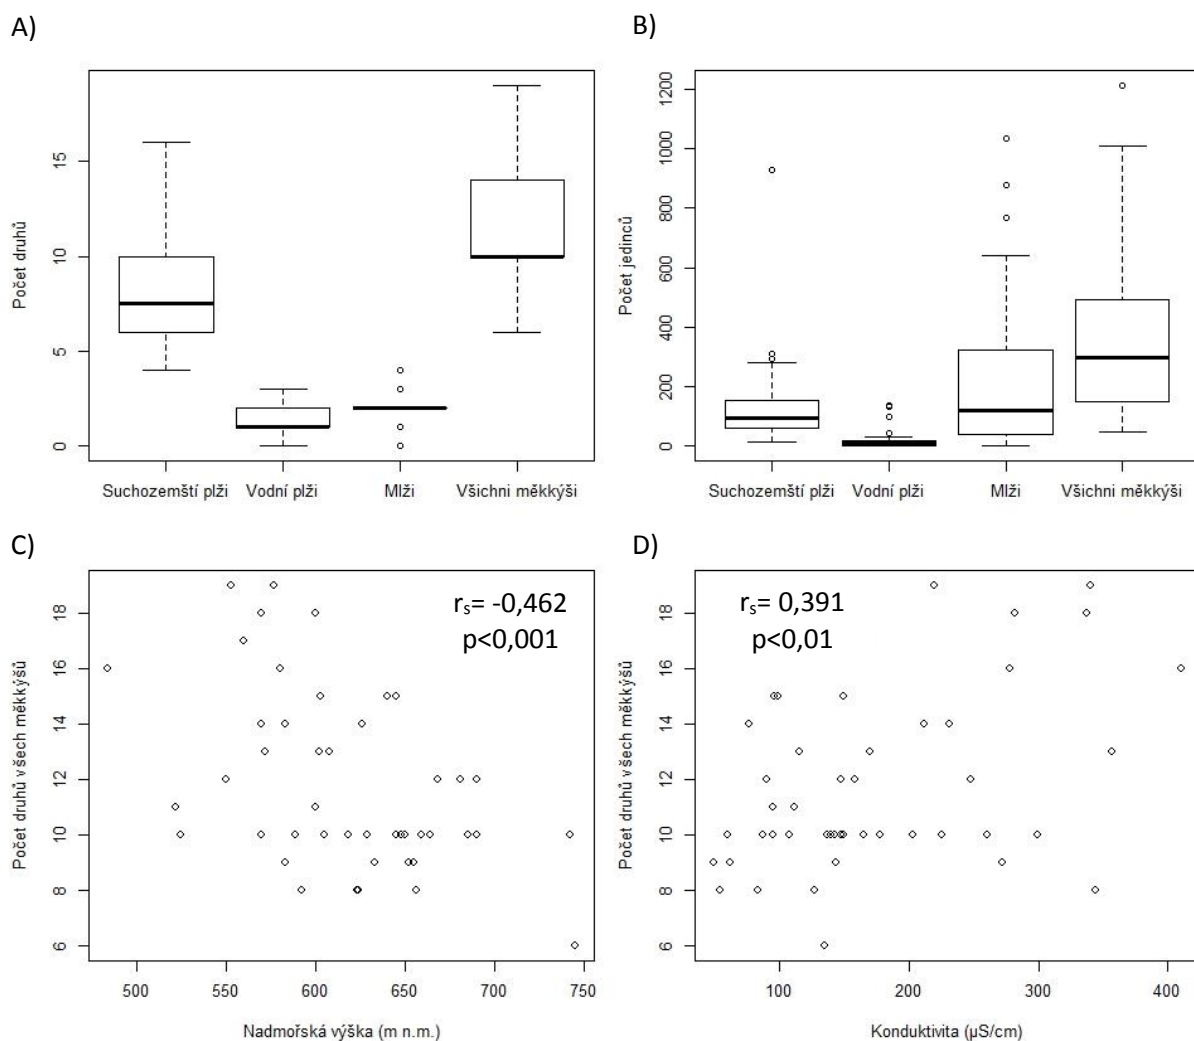 A)
B)
Počet druhů
0
5
10
15
Suchozemští plži
Vodní plži
Mlži
Všichni měkkýši
Počet jedinců
0
200
400
600
800
1000
1200
Suchozemští plži
Vodní plži
Mlži
Všichni měkkýši
C)
D)
Počet druhů všech měkkýšů
6
8
10
12
14
16
18
rs= -0,462
p<0,001
500
550
600
650
700
750
Nadmořská výška (m n.m.)
Počet druhů všech měkkýšů
6
8
10
12
14
16
18
rs= 0,391
p<0,01
100
200
300
400
Konduktivita (µS/cm)